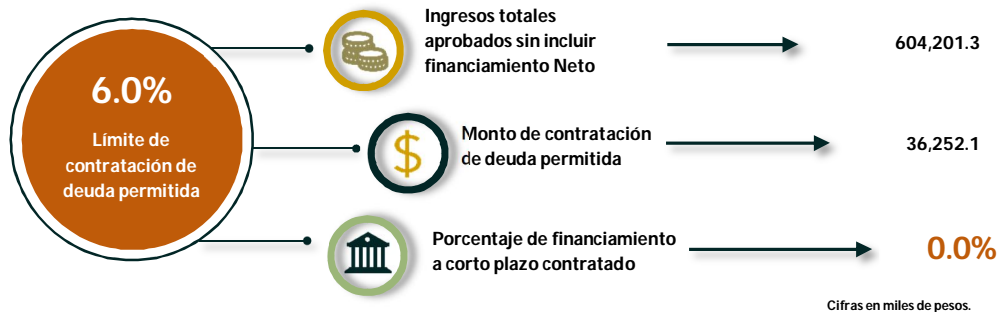 6.0%
Límite de
contratación de
deuda permitida
Ingresos totales
aprobados sin incluir
financiamiento Neto
604,201.3
$
Monto de contratación
de deuda permitida
36,252.1
Porcentaje de financiamiento
a corto plazo contratado
0.0%
Cifras en miles de pesos.